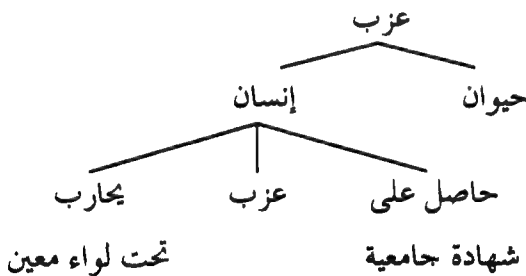 عزب
حيوان إنسان
حاصل على عزب يحارب
شهادة جامعية تحت لواء معين